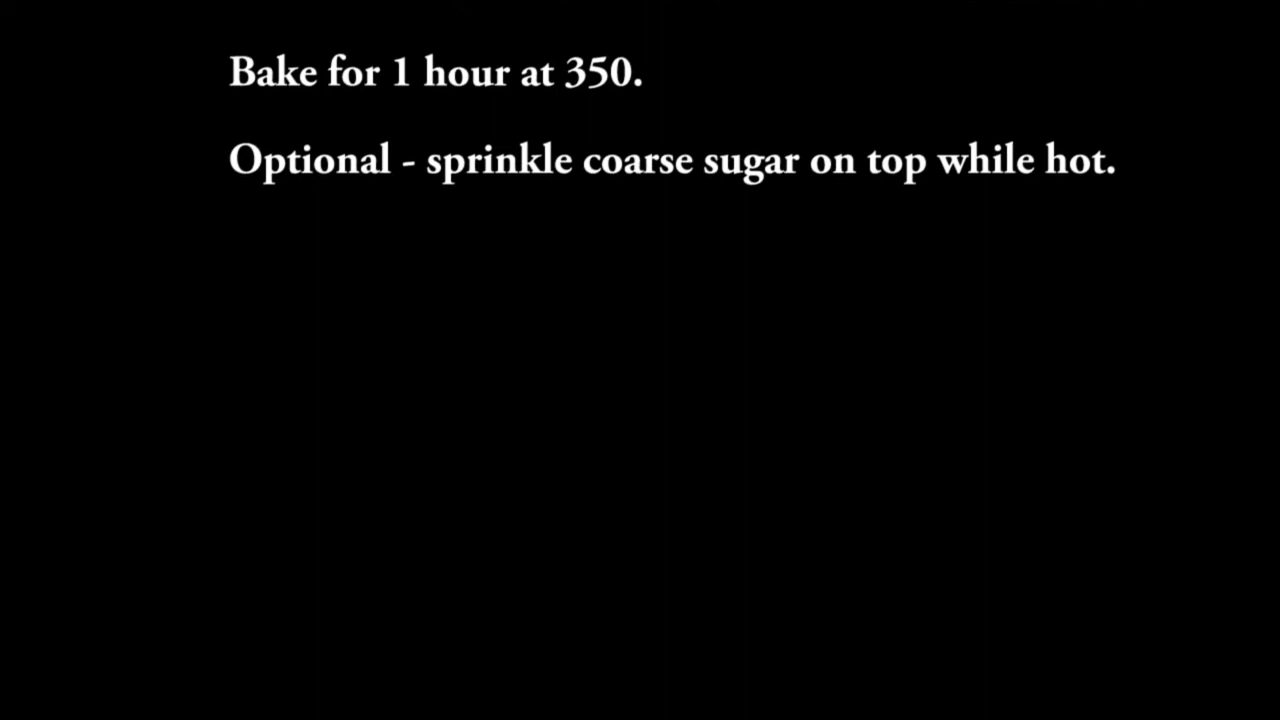 Bake for 1 hour at 350.
Optional - sprinkle coarse sugar on top while hot.